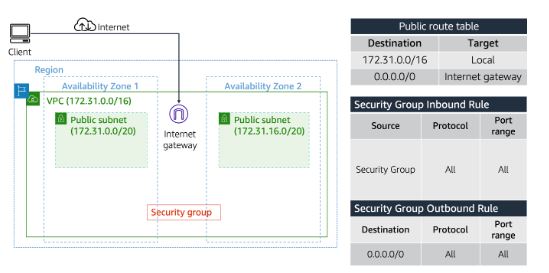 Internet
Client
Region
Availability Zone 1
Availability Zone 2
VPC (172.31.0.0/16)
Public subnet
(172.31.0.0/20)
Internet
gateway
Public subnet
(172.31.16.0/20)
Security group
Public route table
Destination Target
172.31.0.0/16 Local
0.0.0.0/0 Internet gateway
Security Group Inbound Rule
Source Protocol Port
range
Security Group All All
Security Group Outbound Rule
Destination Protocol Port
range
0.0.0.0/0 All All